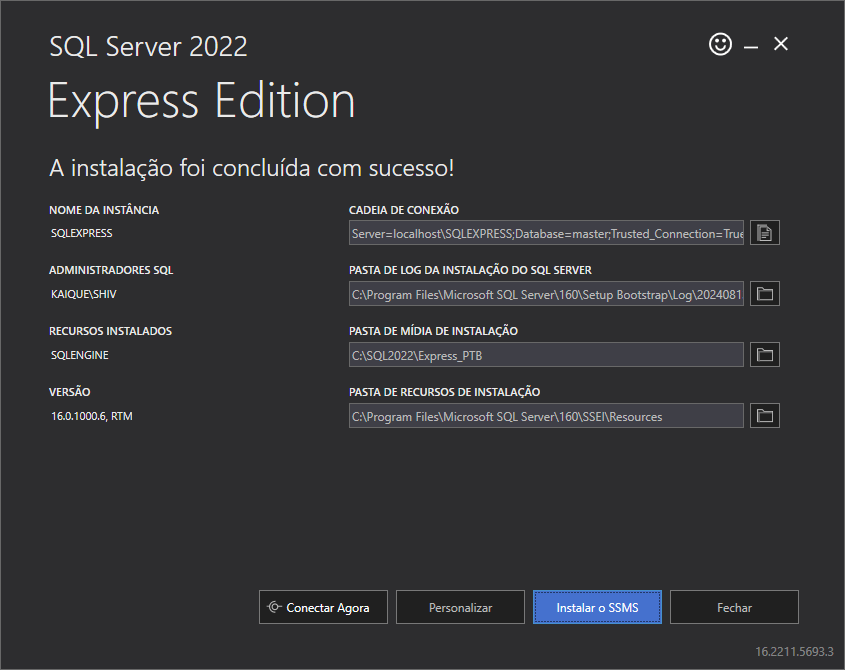 SQL Server 2022
Express Edition
A instalação foi concluída com sucesso!
NOME DA INSTÂNCIA
SQLEXPRESS
CADEIA DE CONEXÃO
Server=localhost\SQLEXPRESS;Database=master;Trusted_Connection=True
ADMINISTRADORES SQL
KAIQUE\SHIV
PASTA DE LOG DA INSTALAÇÃO DO SQL SERVER
C:\Program Files\Microsoft SQL Server\160\Setup Bootstrap\Log\2024081
RECURSOS INSTALADOS
SQLENGINE
PASTA DE MÍDIA DE INSTALAÇÃO
C:\SQL2022\Express_PTB
VERSÃO
16.0.1000.6, RTM
PASTA DE RECURSOS DE INSTALAÇÃO
C:\Program Files\Microsoft SQL Server\160\SSEI\Resources
Conectar Agora
Personalizar
Instalar o SSMS
Fechar
16.2211.5693.3